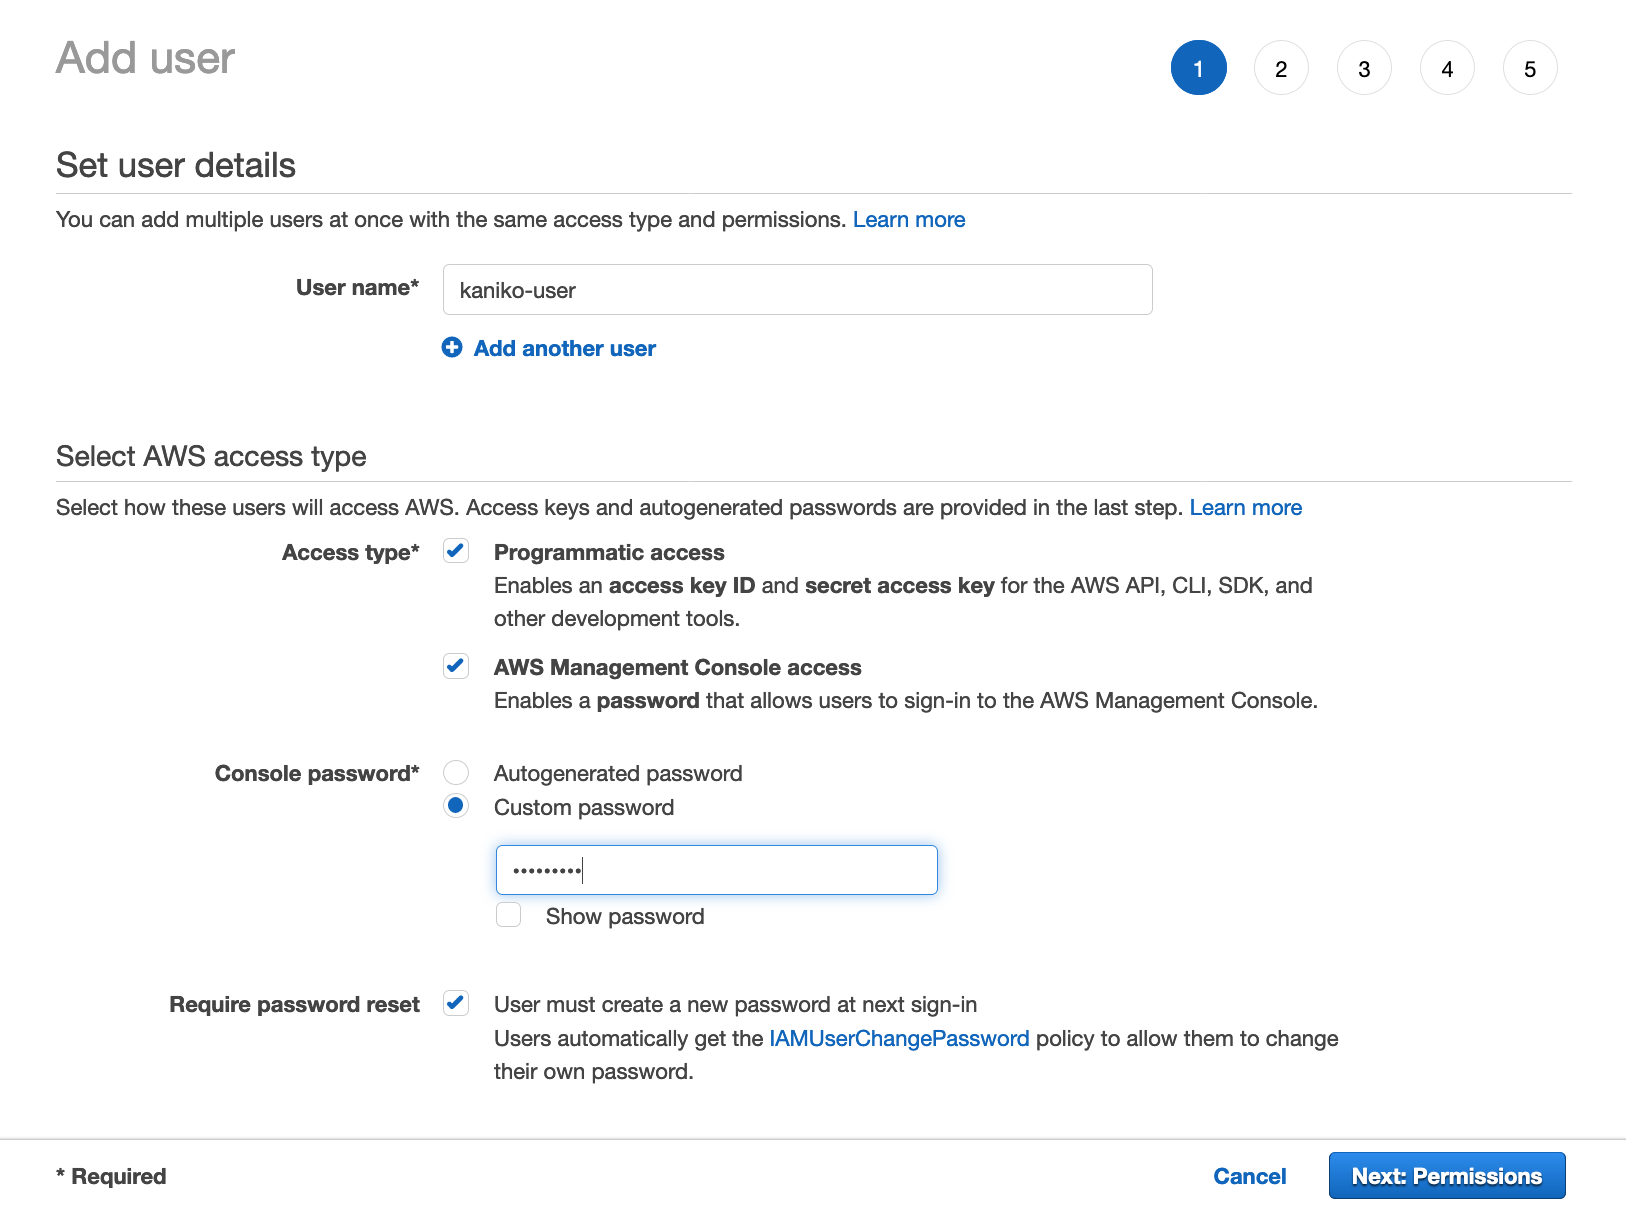 Add user
1 2 3 4 5
Set user details
You can add multiple users at once with the same access type and permissions. Learn more
User name* kaniko-user
Add another user
Select AWS access type
Select how these users will access AWS. Access keys and autogenerated passwords are provided in the last step. Learn more
Access type* Programmatic access
Enables an access key ID and secret access key for the AWS API, CLI, SDK, and
other development tools.
AWS Management Console access
Enables a password that allows users to sign-in to the AWS Management Console.
Console password* Autogenerated password
Custom password
•••••••••
Show password
Require password reset User must create a new password at next sign-in
Users automatically get the IAMUserChangePassword policy to allow them to change
their own password.
* Required Cancel Next: Permissions